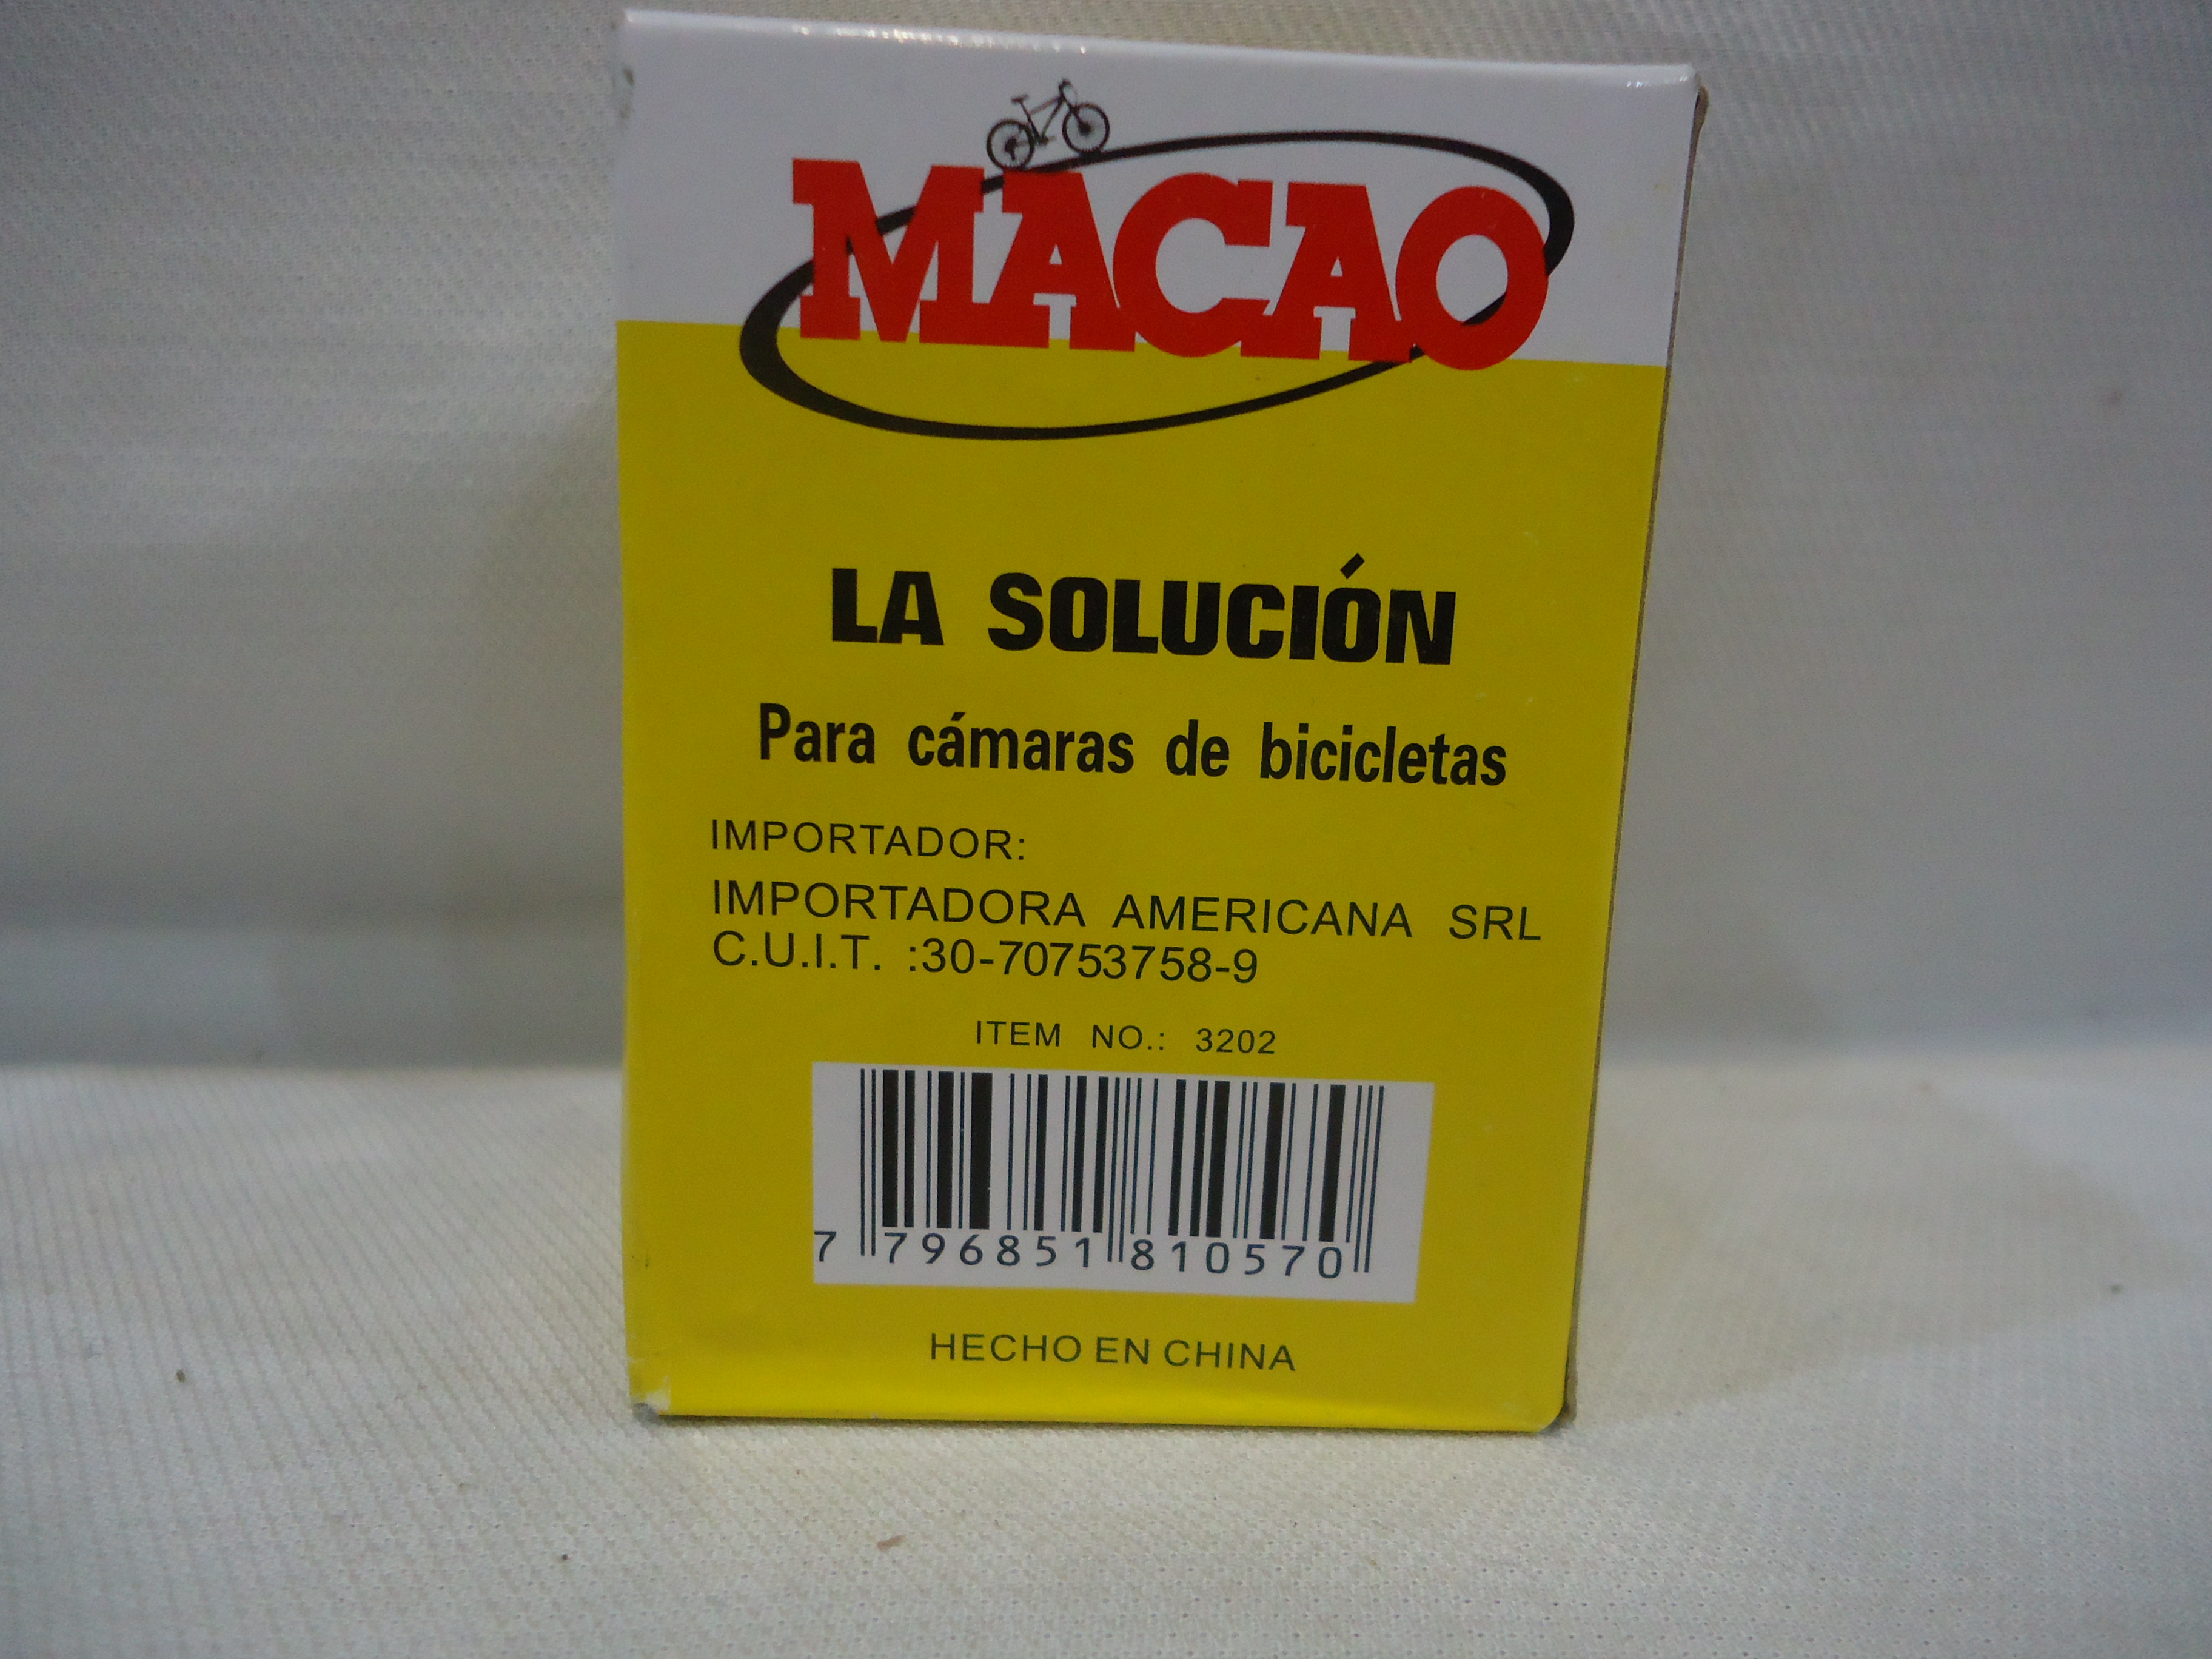 MACAO
LA SOLUCIÓN
Para cámaras de bicicletas
IMPORTADOR:
IMPORTADORA AMERICANA SRL
C.U.I.T. :30-70753758-9
ITEM NO.: 3202
7 796851 810570
HECHO EN CHINA